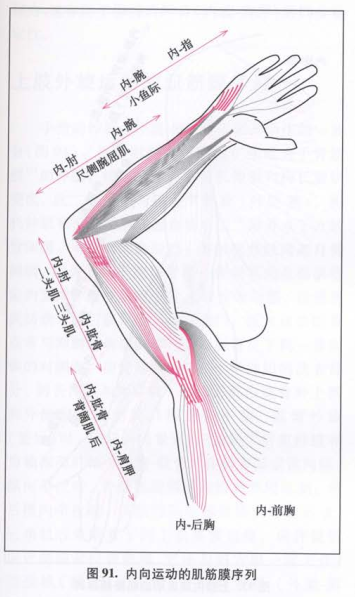 内-腕
内-指
小鱼际
内-肘
内-腕
尺侧腕屈肌
内-肘
内-肱骨
二头肌 三头肌
内-肱骨
内-肩胛
背阔肌 后
内-后胸
内-前胸
图 91. 内向运动的肌筋膜序列